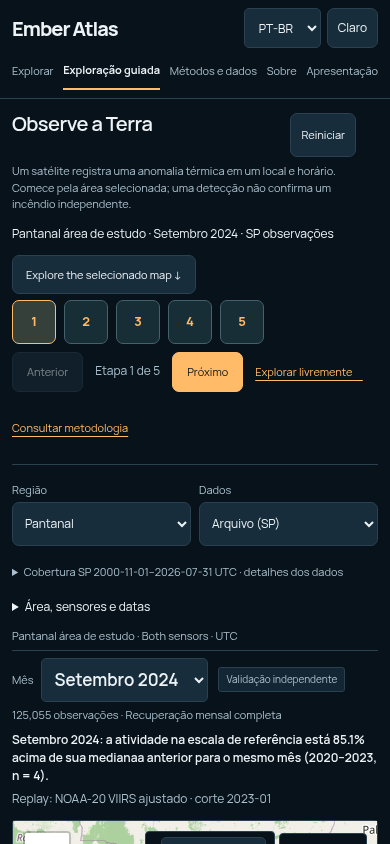 Ember Atlas
PT-BR
Claro
Explorar
Exploração guiada
Métodos e dados
Sobre
Apresentação
Observe a Terra
Reiniciar
Um satélite registra uma anomalia térmica em um local e horário.
Comece pela área selecionada; uma detecção não confirma um
incêndio independente.
Pantanal área de estudo · Setembro 2024 · SP observações
Explore the selecionado map ↓
1
2
3
4
5
Anterior
Etapa 1 de 5
Próximo
Explorar livremente
Consultar metodologia
Região
Dados
Pantanal
Arquivo (SP)
Cobertura SP 2000-11-01–2026-07-31 UTC · detalhes dos dados
Área, sensores e datas
Pantanal área de estudo · Both sensors · UTC
Mês
Setembro 2024
Validação independente
125,055 observações · Recuperação mensal completa
Setembro 2024: a atividade na escala de referência está 85.1%
acima de sua medianaa anterior para o mesmo mês (2020–2023,
n = 4).
Replay: NOAA-20 VIIRS ajustado · corte 2023-01